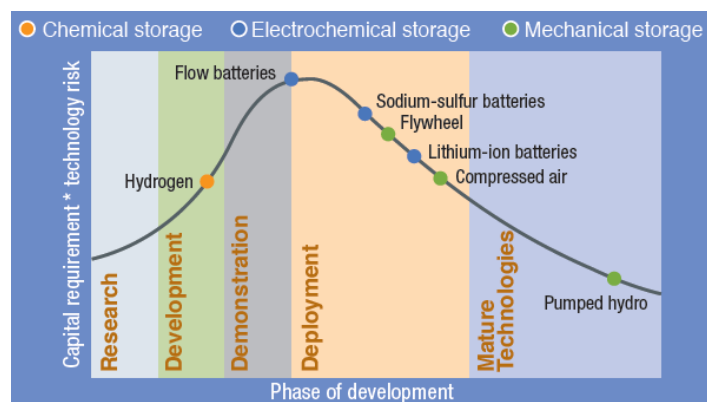 Chemical storage
Electrochemical storage
Mechanical storage
Capital requirement * technology risk
Flow batteries
Sodium-sulfur batteries
Flywheel
Lithium-ion batteries
Compressed air
Hydrogen
Pumped hydro
Research
Development
Demonstration
Deployment
Mature
Technologies
Phase of development